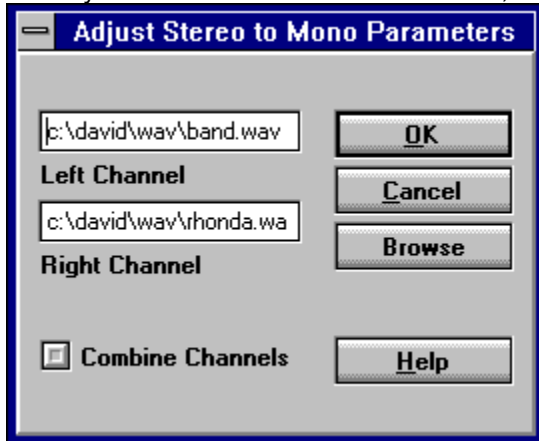 Adjust Stereo to Mono Parameters
c:\david\wav\band.wav
OK
Left Channel
Cancel
c:\david\wav\rhonda.wa
Browse
Right Channel
Combine Channels
Help